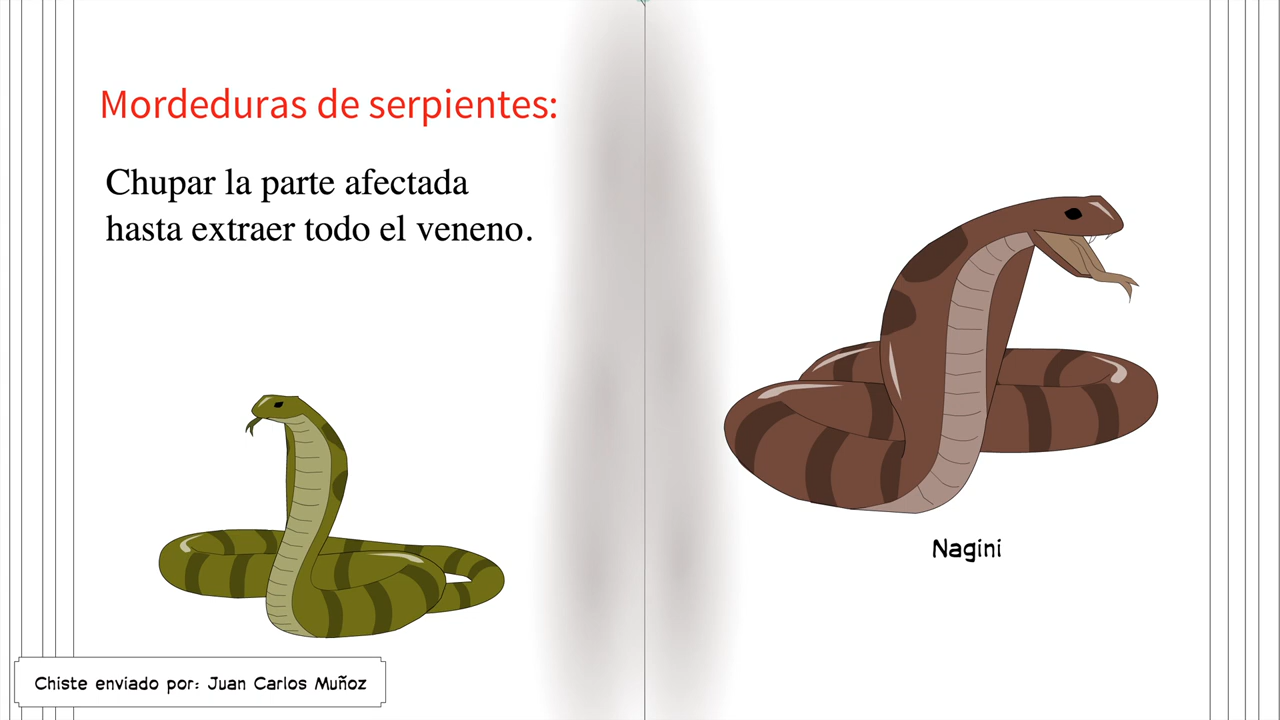 Mordeduras de serpientes:
Chupar la parte afectada
hasta extraer todo el veneno.
Nagini
Chiste enviado por: Juan Carlos Muñoz